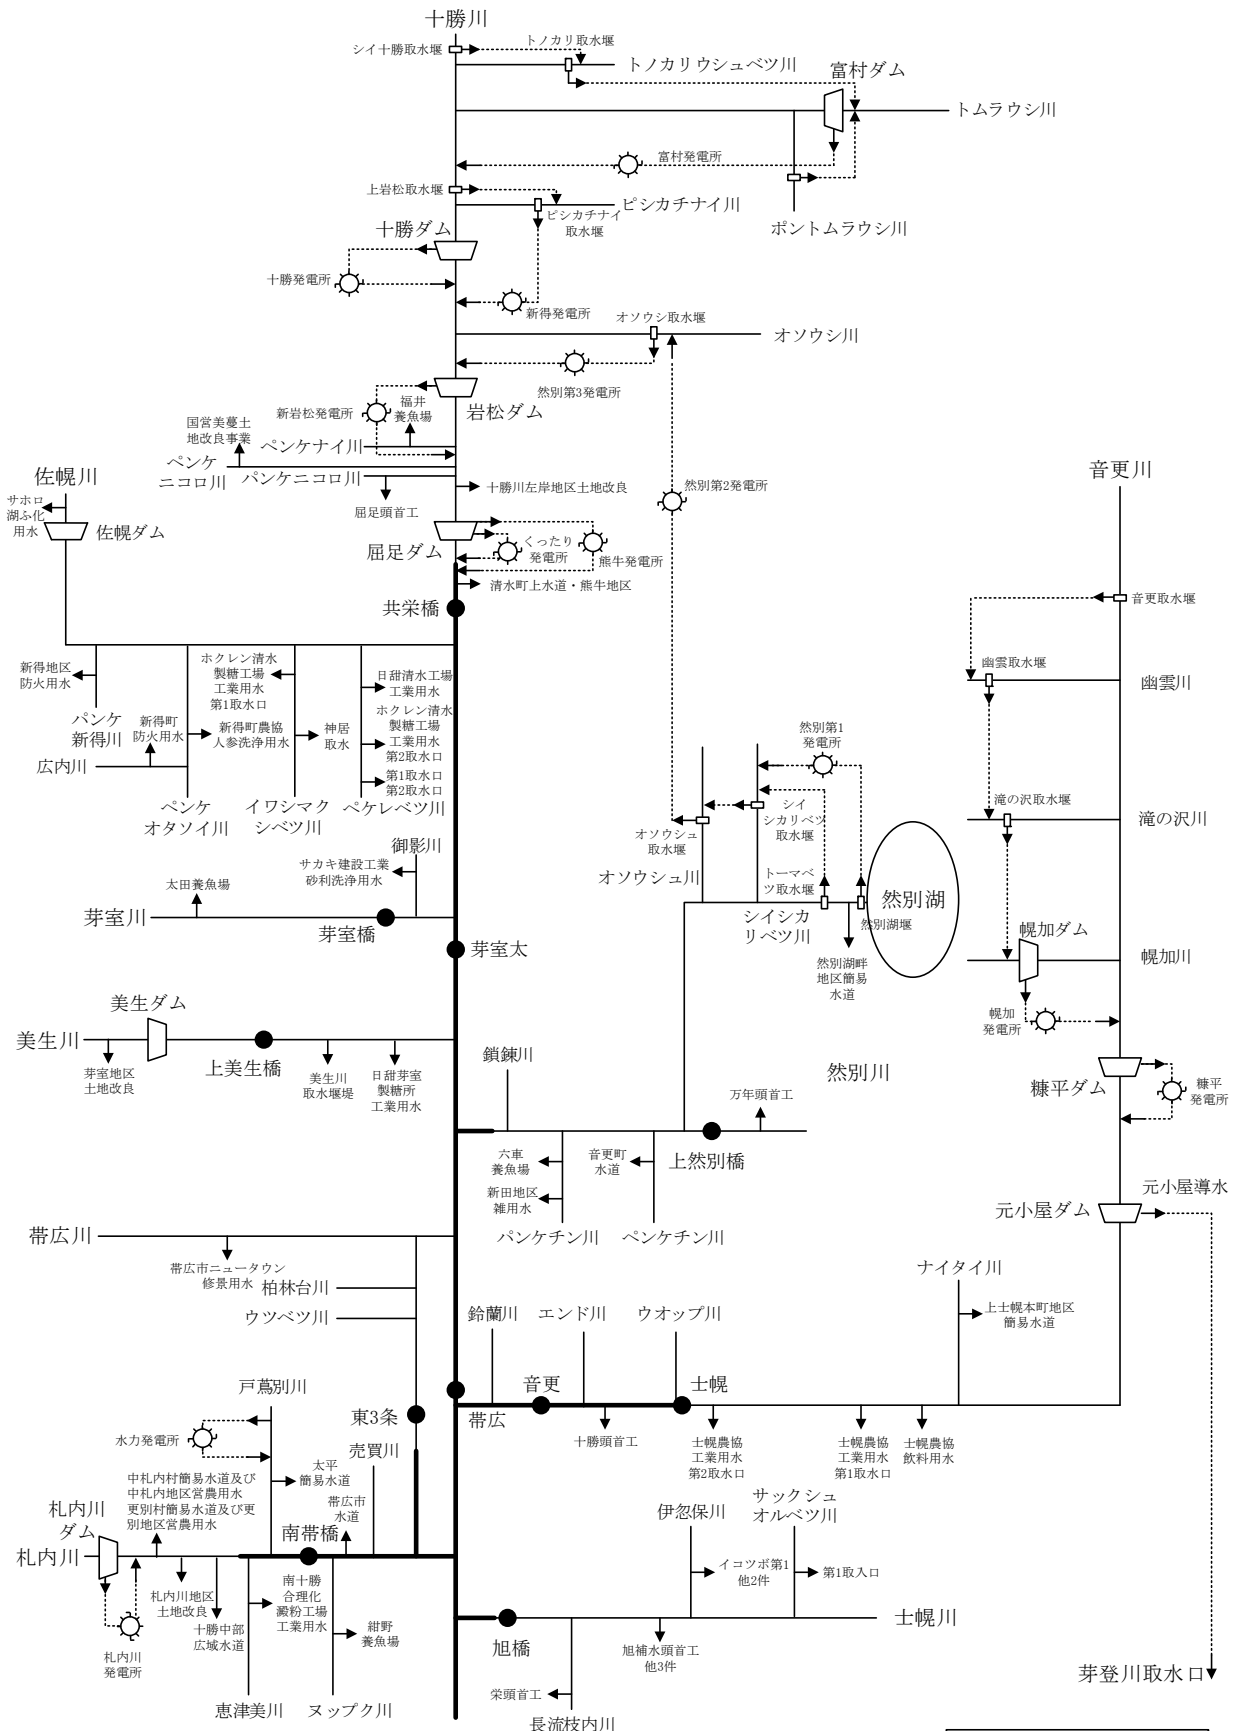 十勝川
シイ十勝取水堰
トノカリ取水堰
トノカリウシュベツ川
富村ダム
トムラウシ川
富村発電所
上岩松取水堰
ピシカチナイ川
ピシカチナイ
取水堰
ポントムラウシ川
十勝ダム
十勝発電所
新得発電所
オソウシ取水堰
オソウシ川
然別第3発電所
岩松ダム
新岩松発電所
福井
養魚場
国営美蔓土
地改良事業
ペンケナイ川
ペンケ
ニコロ川
パンケニコロ川
屈足頭首工
十勝川左岸地区土地改良
然別第2発電所
音更川
佐幌川
サホロ
湖ふ化
用水
佐幌ダム
屈足ダム
くったり
発電所
熊牛発電所
清水町上水道・熊牛地区
共栄橋
音更取水堰
幽雲取水堰
幽雲川
新得地区
防火用水
ホクレン清水
製糖工場
工業用水
第1取水口
日甜清水工場
工業用水
ホクレン清水
製糖工場
工業用水
第2取水口
第1取水口
第2取水口
パンケ
新得川
新得町
防火用水
新得町農協
人参洗浄用水
神居
取水
広内川
ペンケ
オタソイ川
イワシマク
シベツ川
ペケレベツ川
然別第1
発電所
シイ
シカリベツ
取水堰
滝の沢取水堰
滝の沢川
オソウシュ
取水堰
オソウシュ川
トーマベ
ツ取水堰
シイシカ
リベツ川
然別湖
然別湖堰
然別湖畔
地区簡易
水道
御影川
サカキ建設工業
砂利洗浄用水
太田養魚場
芽室川
芽室橋
芽室太
幌加ダム
幌加川
幌加
発電所
美生ダム
美生川
上美生橋
芽室地区
土地改良
美生川
取水堰堤
日甜芽室
製糖所
工業用水
鎖錬川
然別川
万年頭首工
糠平ダム
糠平
発電所
六車
養魚場
音更町
水道
上然別橋
新田地区
雑用水
パンケチン川
ペンケチン川
元小屋導水
元小屋ダム
帯広川
帯広市ニュータウン
修景用水
柏林台川
ウツベツ川
ナイタイ川
上士幌本町地区
簡易水道
鈴蘭川
エンド川
ウオップ川
音更
士幌
帯広
十勝頭首工
士幌農協
工業用水
第2取水口
士幌農協
工業用水
第1取水口
士幌農協
飲料用水
戸蔦別川
東3条
水力発電所
売買川
太平
簡易水道
帯広市
水道
中札内村簡易水道及び
中札内地区営農用水
更別村簡易水道及び更
別地区営農用水
札内川
ダム
札内川
南帯橋
札内川地区
土地改良
十勝中部
広域水道
南十勝
合理化
澱粉工場
工業用水
紺野
養魚場
札内川
発電所
恵津美川
ヌップク川
伊忽保川
サックシュ
オルベツ川
イコツボ第1
他2件
第1取入口
士幌川
旭橋
旭補水頭首工
他3件
栄頭首工
長流枝内川
芽登川取水口